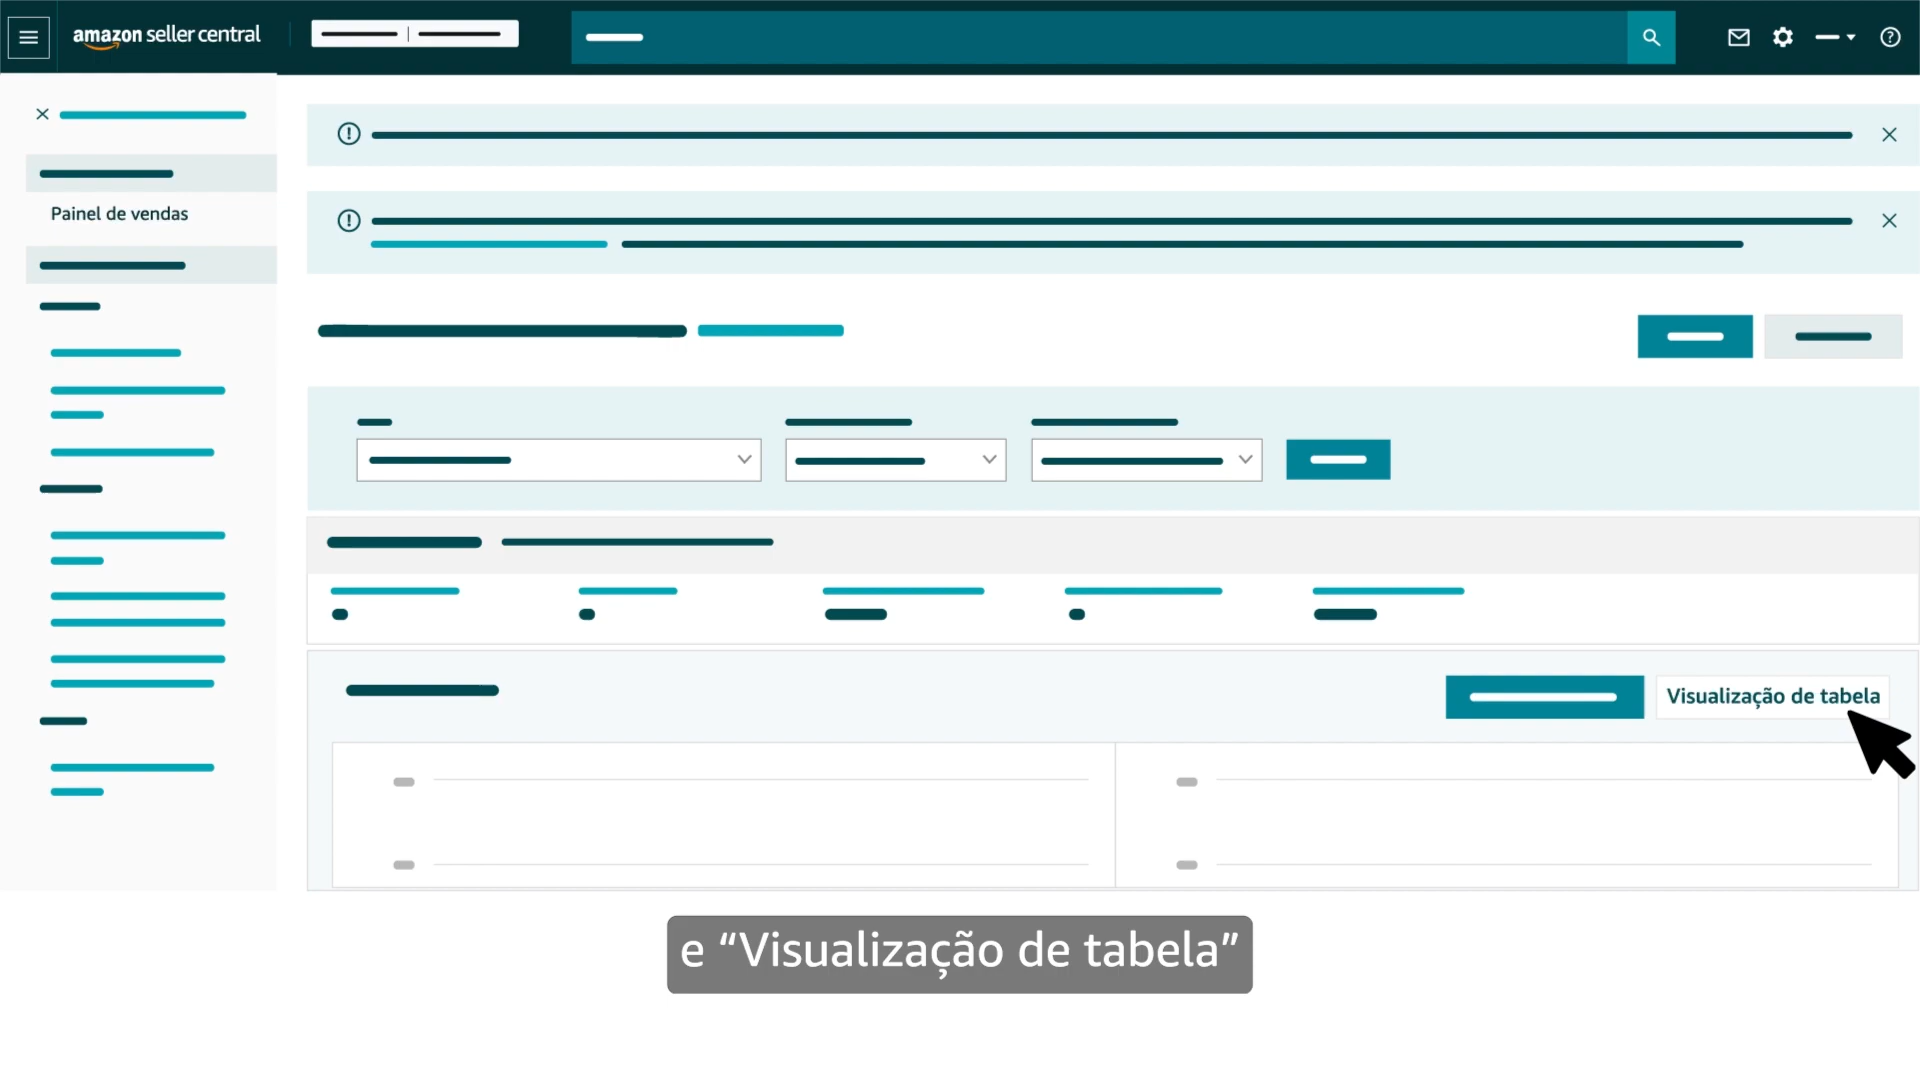 amazon seller central
Painel de vendas
Visualização de tabela
e “Visualização de tabela”